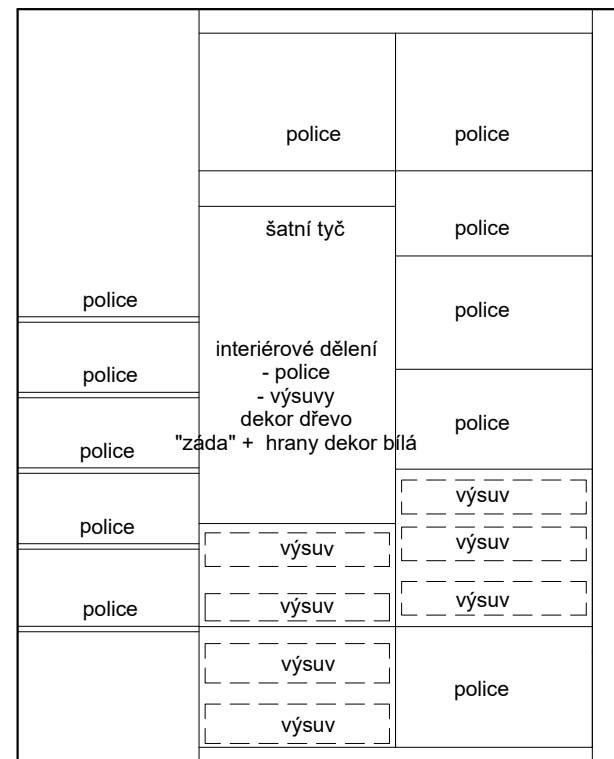 police
police
šatní tyč
police
police
police
interiérové dělení
- police
- výsuvy
dekor dřevo
"záda" +  hrany dekor bílá
police
police
police
výsuv
police
výsuv
výsuv
výsuv
výsuv
police
výsuv
police
výsuv